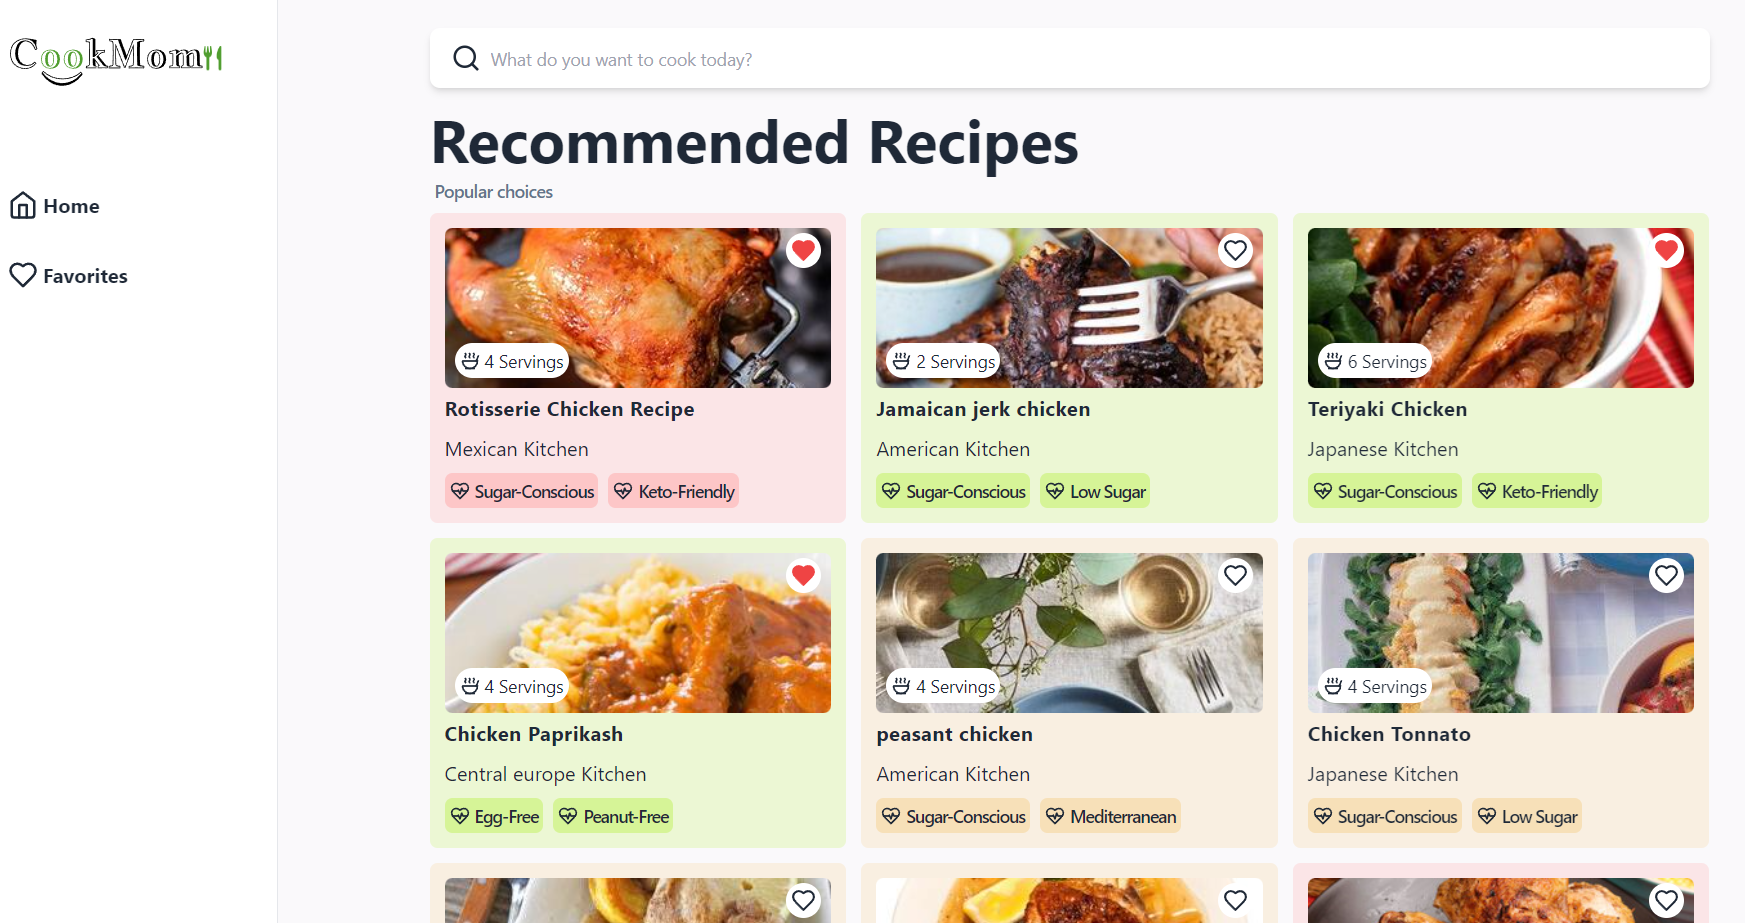 CookMom
What do you want to cook today?
Recommended Recipes
Popular choices
Home
Favorites
4 Servings
Rotisserie Chicken Recipe
Mexican Kitchen
Sugar-Conscious Keto-Friendly
2 Servings
Jamaican jerk chicken
American Kitchen
Sugar-Conscious Low Sugar
6 Servings
Teriyaki Chicken
Japanese Kitchen
Sugar-Conscious Keto-Friendly
4 Servings
Chicken Paprikash
Central europe Kitchen
Egg-Free Peanut-Free
4 Servings
peasant chicken
American Kitchen
Sugar-Conscious Mediterranean
4 Servings
Chicken Tonnato
Japanese Kitchen
Sugar-Conscious Low Sugar